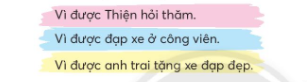 Vì được Thiện hỏi thăm.
Vì được đạp xe ở công viên.
Vì được anh trai tặng xe đạp đẹp.